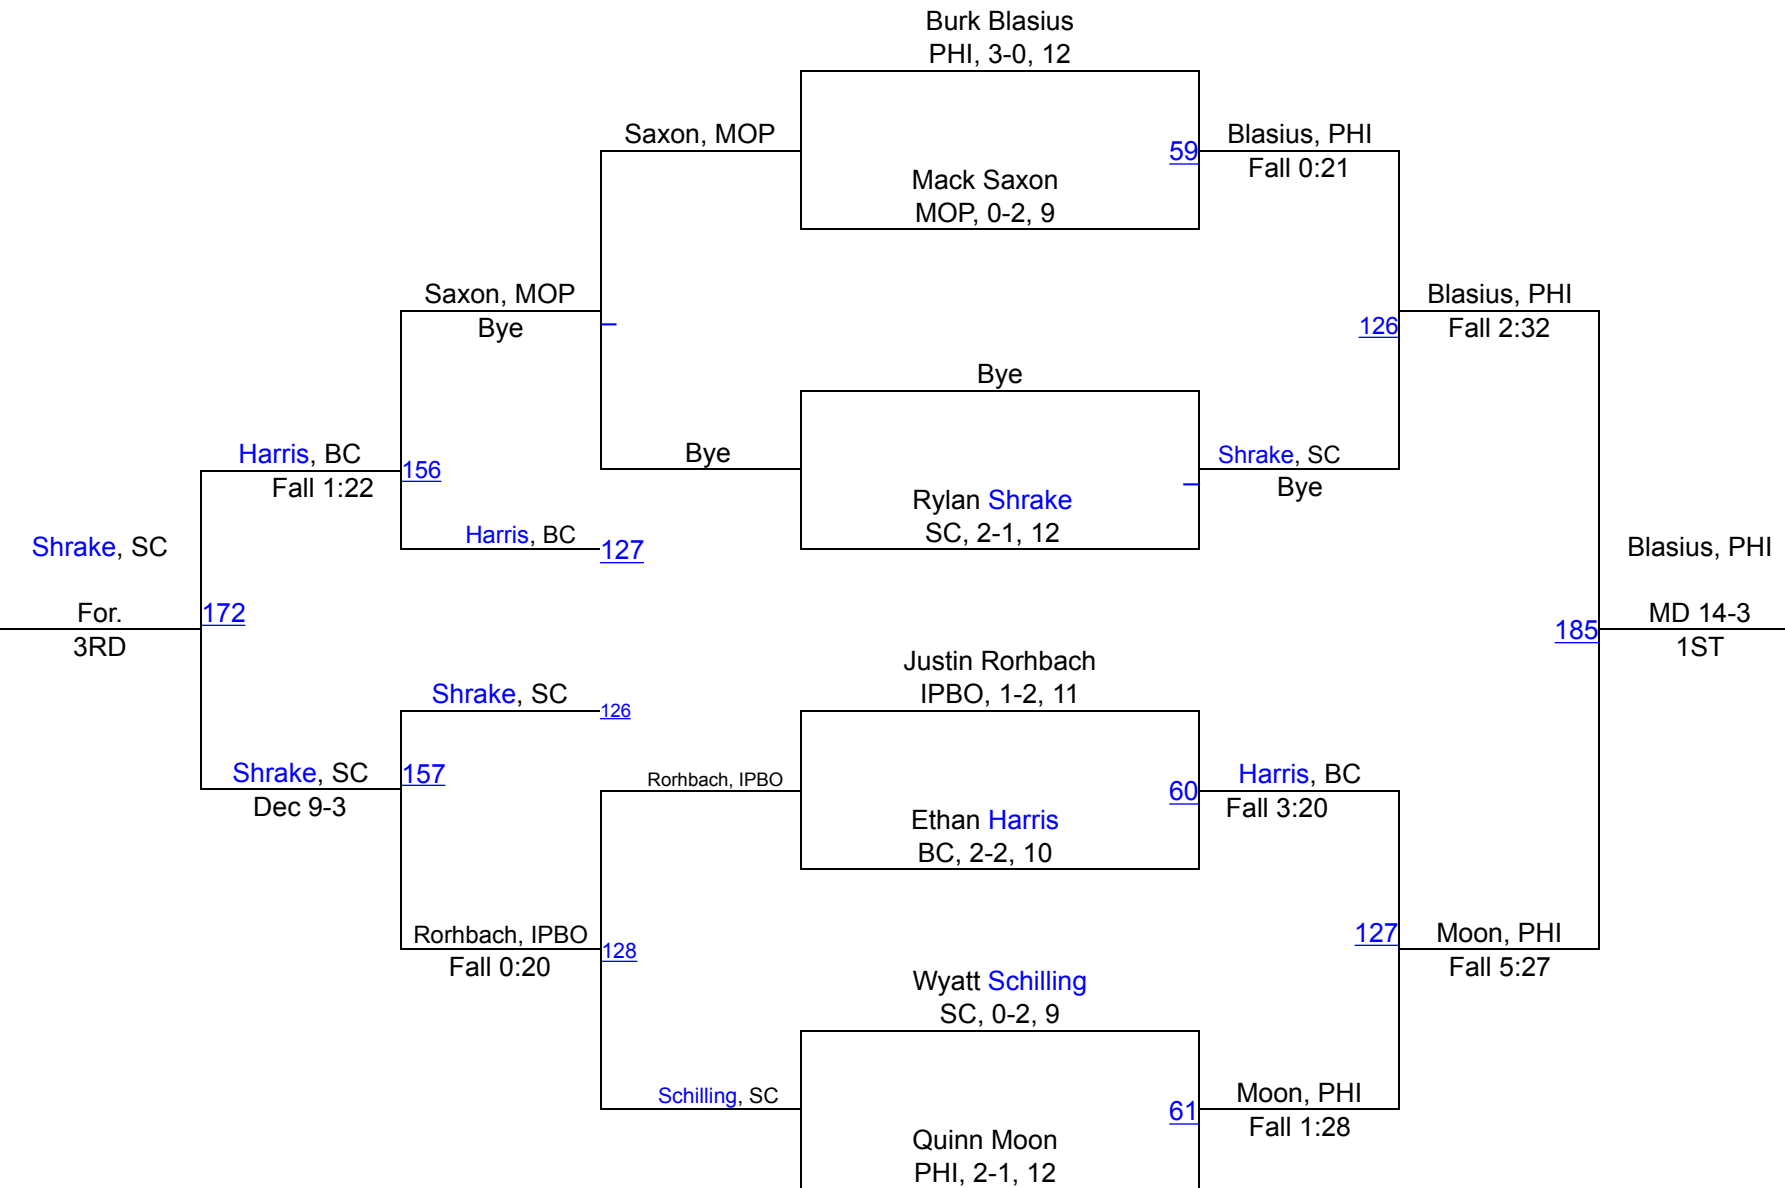 Burk Blasius
PHI, 3-0, 12
Saxon, MOP
59
Blasius, PHI
Fall 0:21
Mack Saxon
MOP, 0-2, 9
Saxon, MOP
Bye
126
Blasius, PHI
Fall 2:32
Bye
Harris, BC
Fall 1:22
156
Bye
Shrake, SC
Bye
Rylan Shrake
SC, 2-1, 12
Harris, BC
127
Shrake, SC
For.
3RD
172
Blasius, PHI
185
MD 14-3
1ST
Justin Rorhbach
IPBO, 1-2, 11
Shrake, SC
126
Shrake, SC
Dec 9-3
157
Rorhbach, IPBO
60
Harris, BC
Fall 3:20
Ethan Harris
BC, 2-2, 10
Rorhbach, IPBO
Fall 0:20
128
127
Moon, PHI
Fall 5:27
Wyatt Schilling
SC, 0-2, 9
Schilling, SC
61
Moon, PHI
Fall 1:28
Quinn Moon
PHI, 2-1, 12